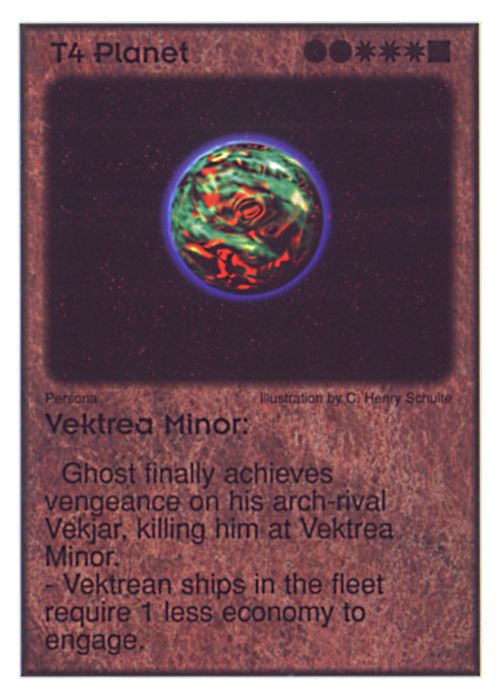 T4 Planet
Persona
Illustration by C. Henry Schulte
Vektrea Minor:
Ghost finally achieves
vengeance on his arch-rival
Vekjar, killing him at Vektrea
Minor.
- Vektrean ships in the fleet
require 1 less economy to
engage.